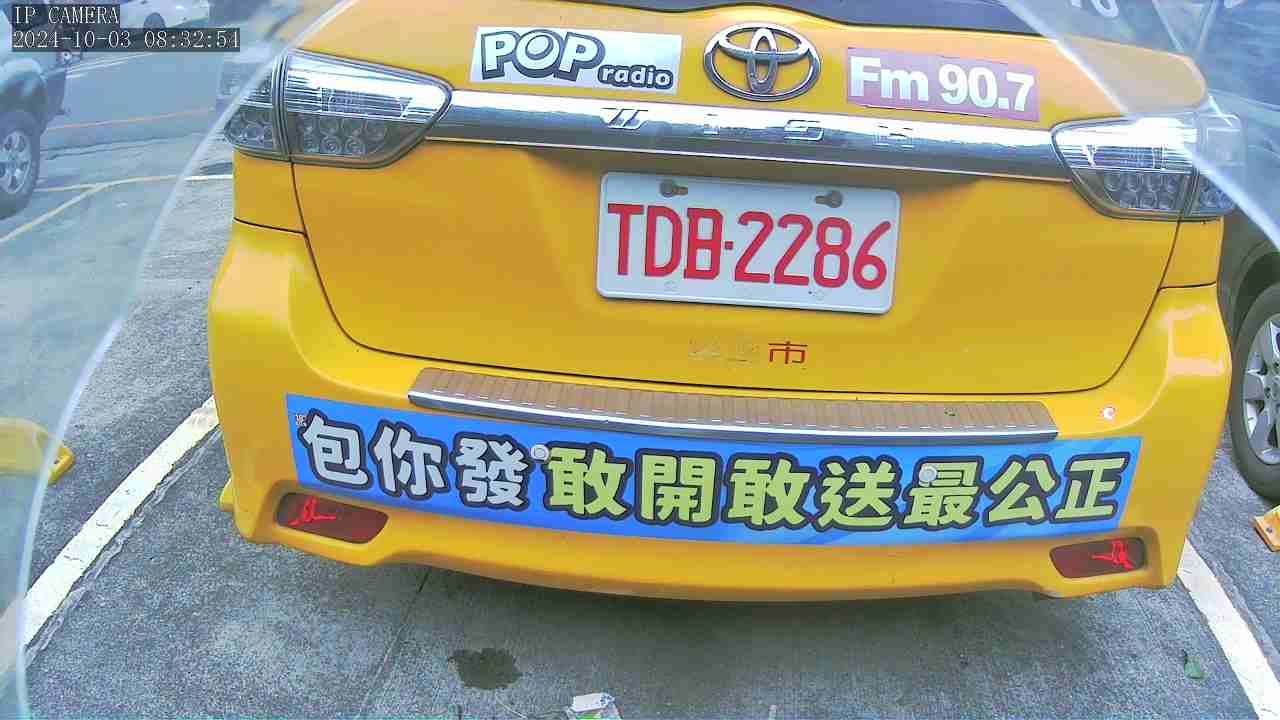 IP CAMERA
2024-10-03 08:32:54
POP radio
Fm 90.7
WISH
TDB-2286
市
包你發 敢開敢送最公正